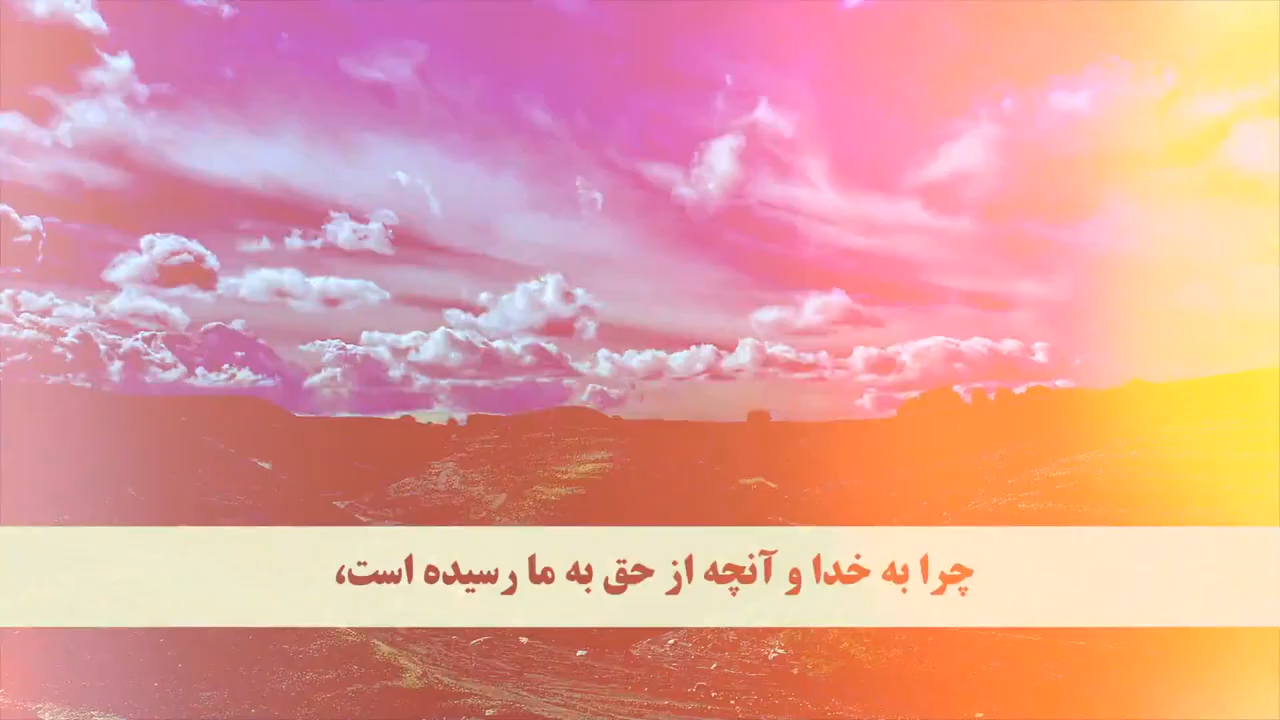 چرا به خدا و آنچه از حق به ما رسیده است،